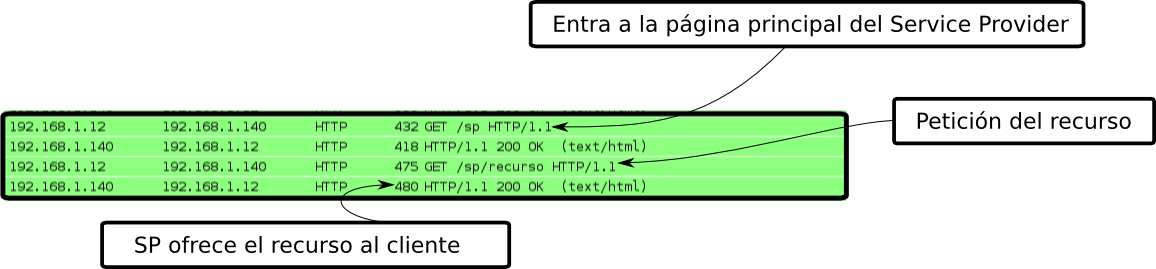 Entra a la página principal del Service Provider
192.168.1.12 192.168.1.140 HTTP 432 GET /sp HTTP/1.1
Petición del recurso
192.168.1.140 192.168.1.12 HTTP 418 HTTP/1.1 200 OK (text/html)
192.168.1.12 192.168.1.140 HTTP 475 GET /sp/recurso HTTP/1.1
192.168.1.140 192.168.1.12 HTTP 480 HTTP/1.1 200 OK (text/html)
SP ofrece el recurso al cliente